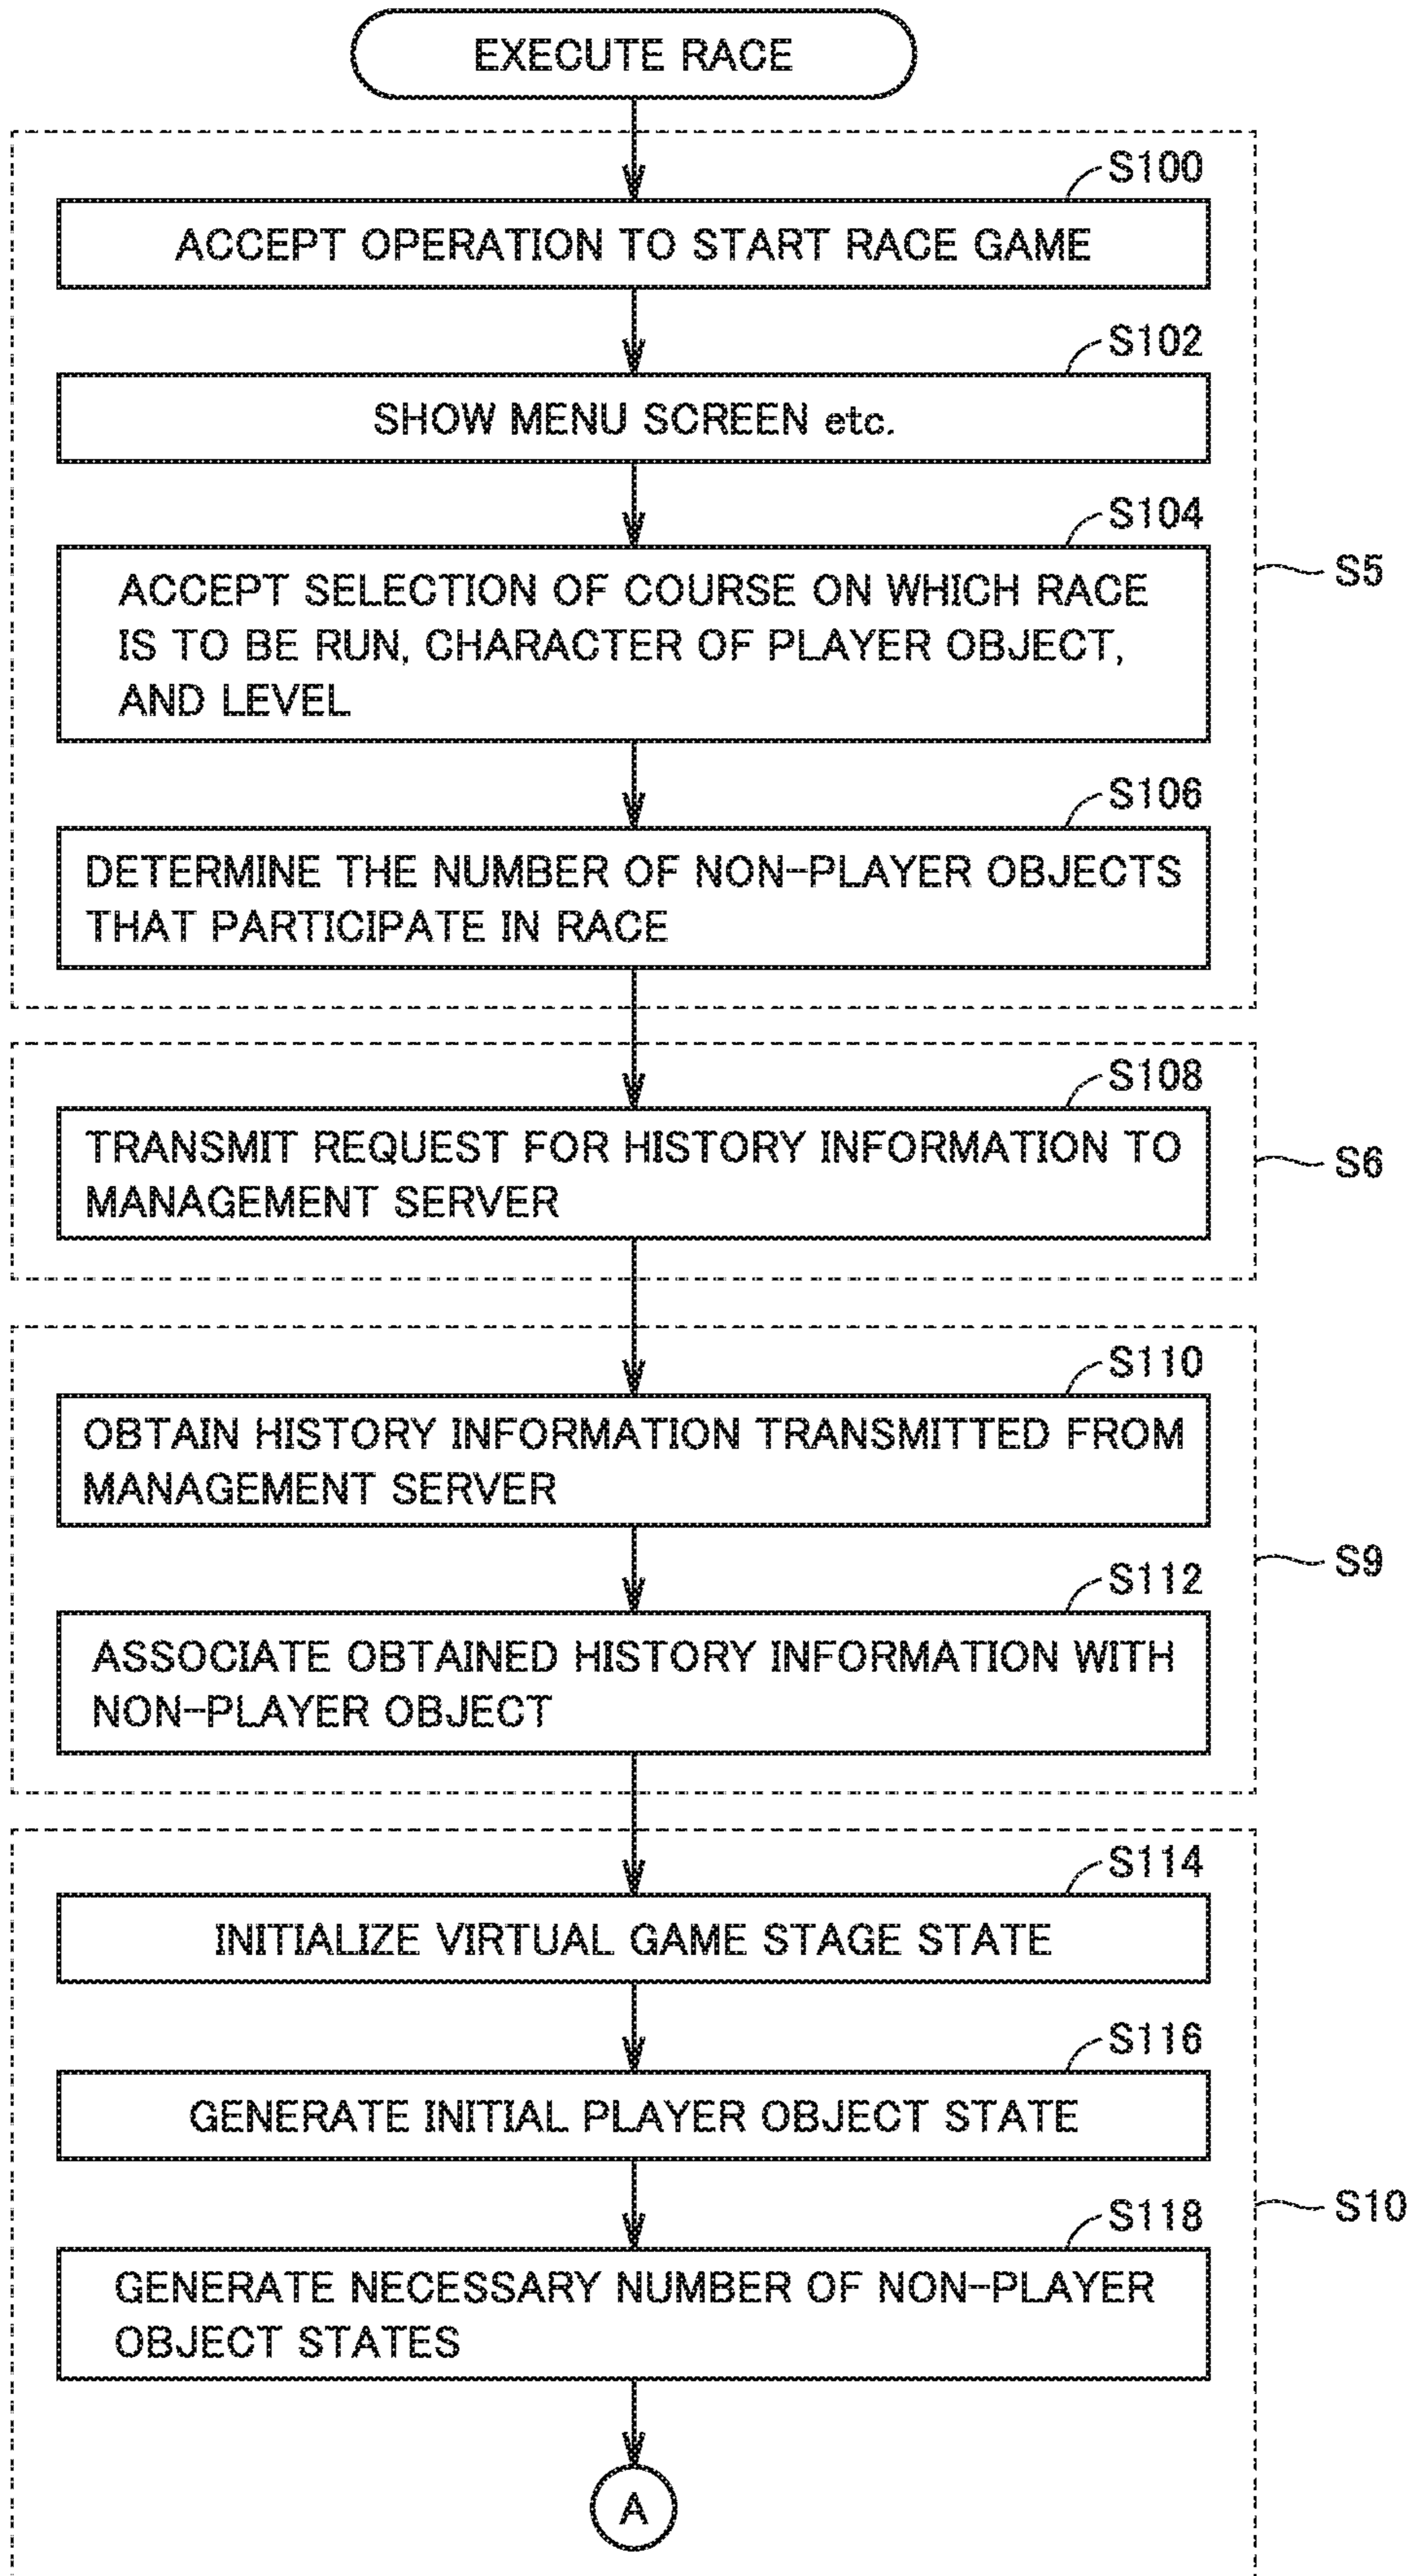 EXECUTE RACE
S100
ACCEPT OPERATION TO START RACE GAME
S102
SHOW MENU SCREEN etc.
S104
ACCEPT SELECTION OF COURSE ON WHICH RACE
IS TO BE RUN, CHARACTER OF PLAYER OBJECT,
AND LEVEL
S5
S106
DETERMINE THE NUMBER OF NON-PLAYER OBJECTS
THAT PARTICIPATE IN RACE
S108
TRANSMIT REQUEST FOR HISTORY INFORMATION TO
MANAGEMENT SERVER
S6
S110
OBTAIN HISTORY INFORMATION TRANSMITTED FROM
MANAGEMENT SERVER
S9
S112
ASSOCIATE OBTAINED HISTORY INFORMATION WITH
NON-PLAYER OBJECT
S114
INITIALIZE VIRTUAL GAME STAGE STATE
S116
GENERATE INITIAL PLAYER OBJECT STATE
S10
S118
GENERATE NECESSARY NUMBER OF NON-PLAYER
OBJECT STATES
A